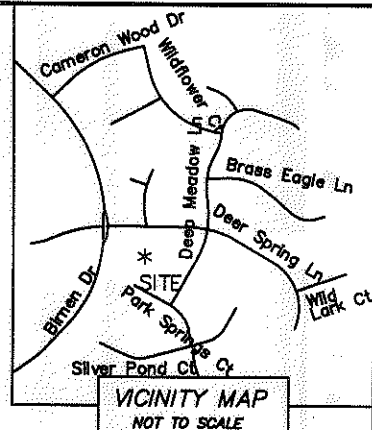 Cameron Wood Dr
Wildflower Ct
Deep Meadow Ln
Brass Eagle Ln
Deer Spring Ln
Wild
Lark Ct
Birnen Dr
*
SITE
Park Springs Ct
Silver Pond Ct
VICINITY MAP
NOT TO SCALE